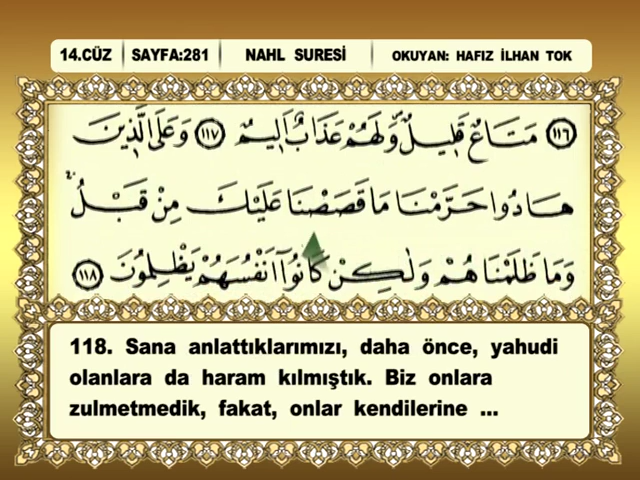 14.CÜZ SAYFA:281 NAHL SURESİ OKUYAN: HAFIZ İLHAN TOK
﴿١١٦﴾ مَتَاعٌ قَلِيلٌ وَلَهُمْ عَذَابٌ اَلِيمٌ ﴿١١٧﴾ وَعَلَى الَّذِينَ
هَادُوا حَرَّمْنَا مَا قَصَصْنَا عَلَيْكَ مِنْ قَبْلُ
وَمَا ظَلَمْنَاهُمْ وَلٰكِنْ كَانُوٓا اَنْفُسَهُمْ يَظْلِمُونَ ﴿١١٨﴾
118. Sana anlattıklarımızı, daha önce, yahudi
olanlara da haram kılmıştık. Biz onlara
zulmetmedik, fakat, onlar kendilerine ...